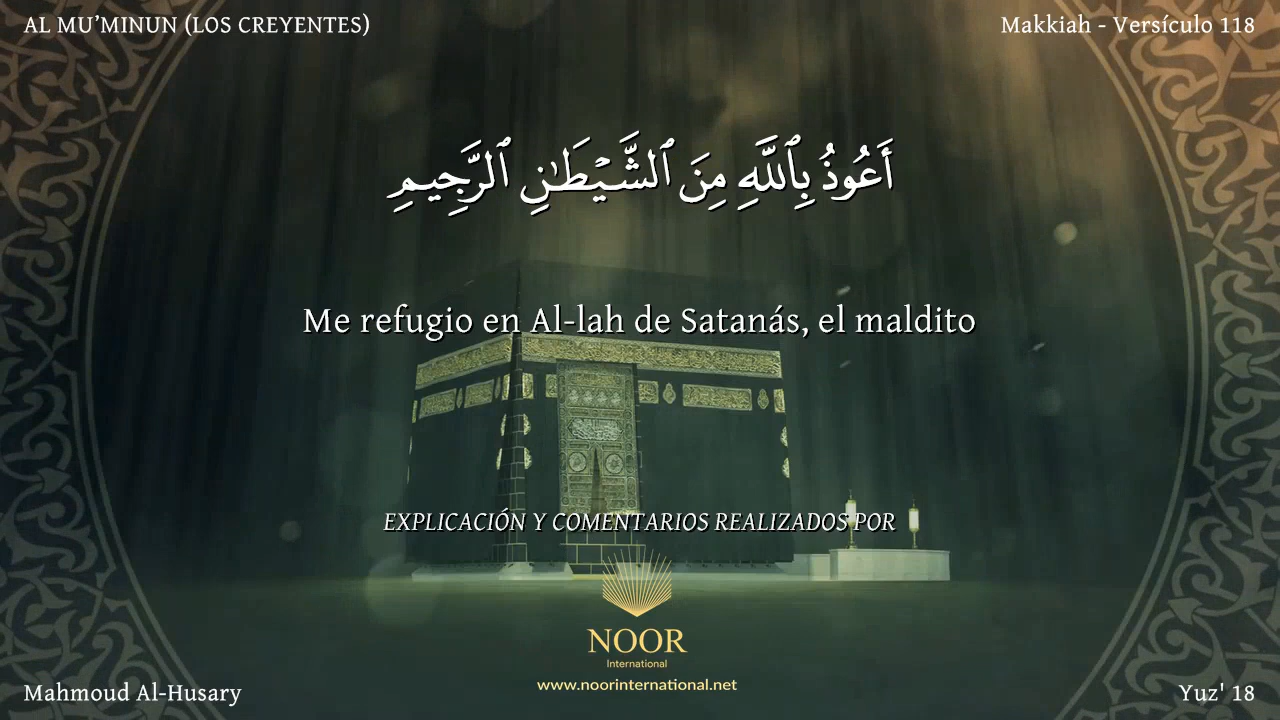 AL MU’MINUN (LOS CREYENTES)
Makkiah - Versículo 118
أَعُوذُ بِٱللَّهِ مِنَ ٱلشَّيْطَـٰنِ ٱلرَّجِيمِ
Me refugio en Al-lah de Satanás, el maldito
EXPLICACIÓN Y COMENTARIOS REALIZADOS POR
NOOR
International
www.noorinternational.net
Mahmoud Al-Husary
Yuz' 18